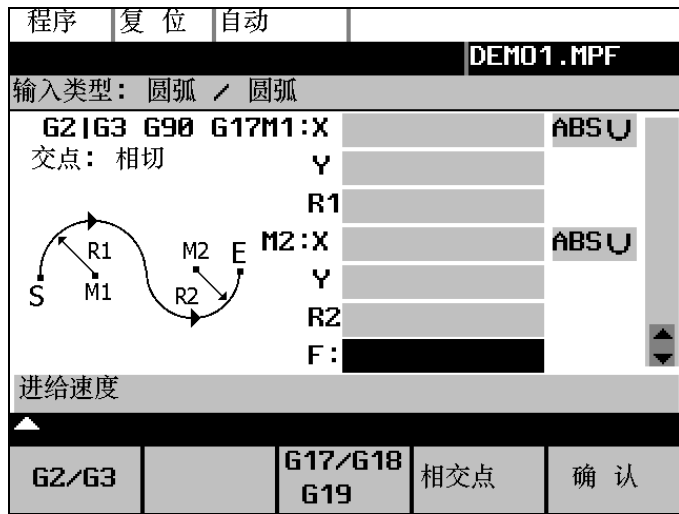 程序 复 位 自动
DEMO1.MPF
输入类型: 圆弧 / 圆弧
G2|G3 G90 G17M1:X ABS
交点: 相切 Y
R1
M2:X ABS
Y
R2
F:
R1
M2 E
S M1 R2
进给速度
G2/G3 G17/G18 G19 相交点 确 认